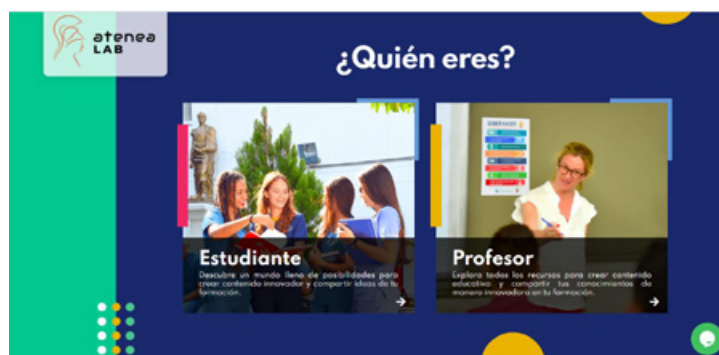 atenea
LAB
¿Quién eres?
Estudiante
Descubre un mundo lleno de posibilidades para
crear contenido innovador y compartir ideas de tu
formación.
Profesor
Explora todos los recursos para crear contenido
educativo y compartir tus conocimientos de
manera innovadora en tu formación.